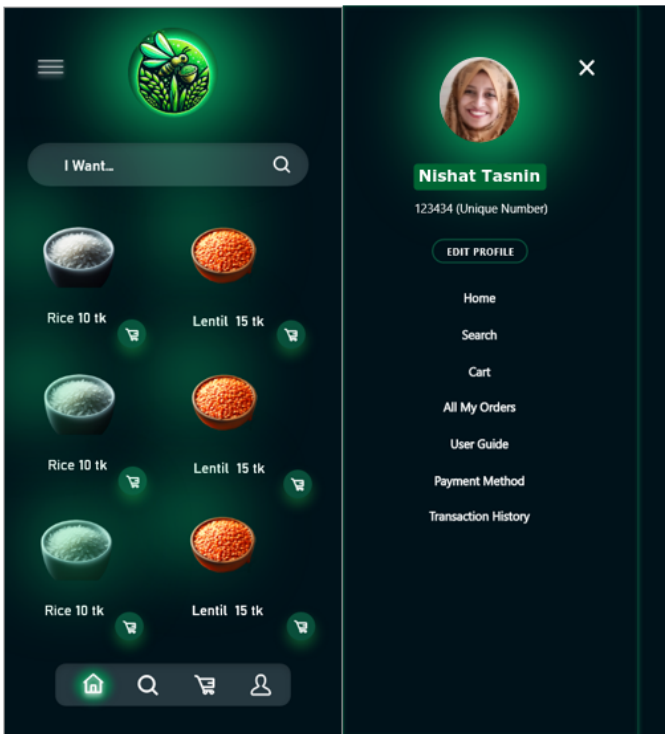 I Want...
Rice 10 tk
Lentil 15 tk
Rice 10 tk
Lentil 15 tk
Rice 10 tk
Lentil 15 tk
Nishat Tasnin
123434 (Unique Number)
EDIT PROFILE
Home
Search
Cart
All My Orders
User Guide
Payment Method
Transaction History